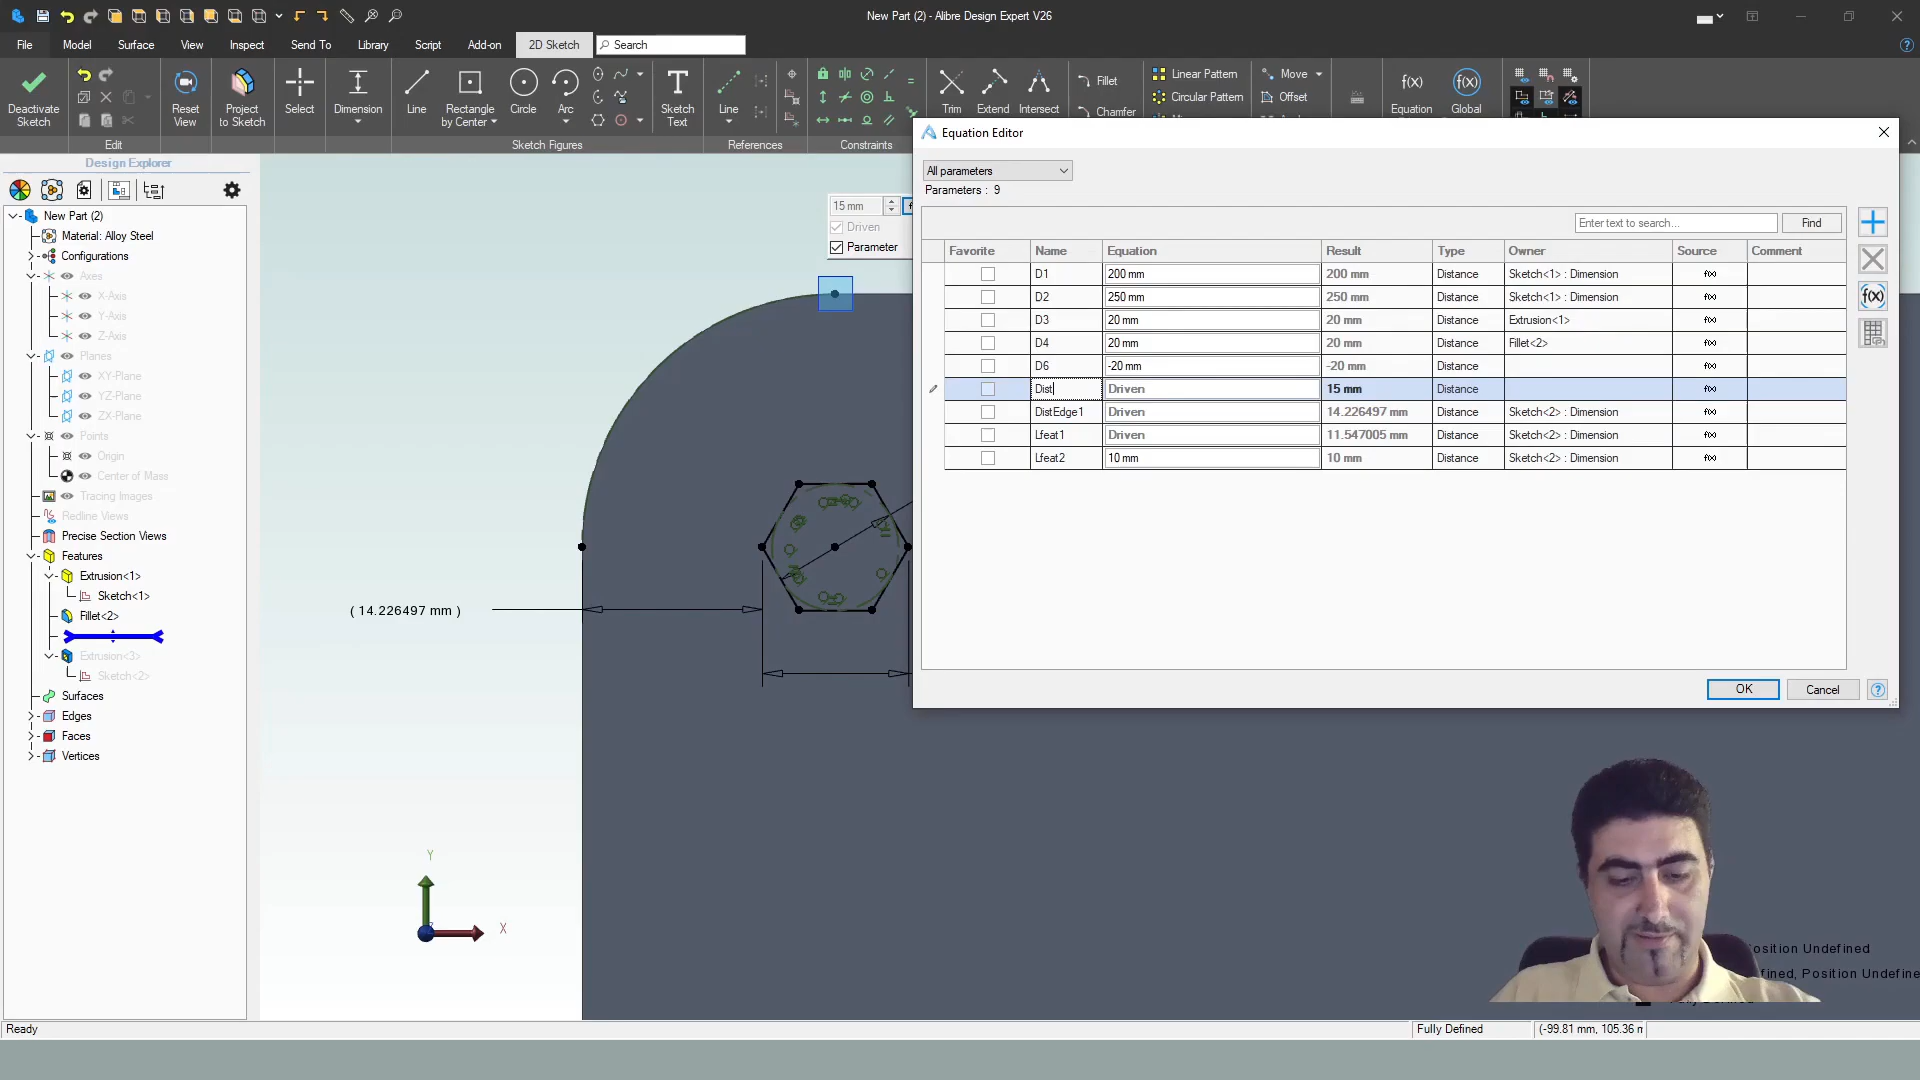 New Part (2) - Alibre Design Expert V26
File
Model
Surface
View
Inspect
Send To
Library
Script
Add-on
2D Sketch
Search
Deactivate
Sketch
Reset
View
Project
to Sketch
Select
Dimension
Line
Rectangle
by Center
Circle
Arc
Sketch
Text
Line
Trim
Extend
Intersect
Fillet
Chamfer
Linear Pattern
Circular Pattern
Move
Offset
Equation
Global
Edit
Sketch Figures
References
Constraints
Design Explorer
New Part (2)
Material: Alloy Steel
Configurations
Axes
X-Axis
Y-Axis
Z-Axis
Planes
XY-Plane
YZ-Plane
ZX-Plane
Points
Origin
Center of Mass
Tracing Images
Redline Views
Precise Section Views
Features
Extrusion<1>
Sketch<1>
Fillet<2>
Extrusion<3>
Sketch<2>
Surfaces
Edges
Faces
Vertices
15 mm
Driven
Parameter
( 14.226497 mm )
Y
X
Equation Editor
All parameters
Parameters : 9
Enter text to search... Find
Favorite Name Equation Result Type Owner Source Comment
D1 200 mm 200 mm Distance Sketch<1> : Dimension f(x)
D2 250 mm 250 mm Distance Sketch<1> : Dimension f(x)
D3 20 mm 20 mm Distance Extrusion<1> f(x)
D4 20 mm 20 mm Distance Fillet<2> f(x)
D6 -20 mm -20 mm Distance f(x)
Dist Driven 15 mm Distance f(x)
DistEdge1 Driven 14.226497 mm Distance Sketch<2> : Dimension f(x)
Lfeat1 Driven 11.547005 mm Distance Sketch<2> : Dimension f(x)
Lfeat2 10 mm 10 mm Distance Sketch<2> : Dimension f(x)
f(x)
OK
Cancel
osition Undefined
fined, Position Undefine
Ready
Fully Defined
(-99.81 mm, 105.36 m